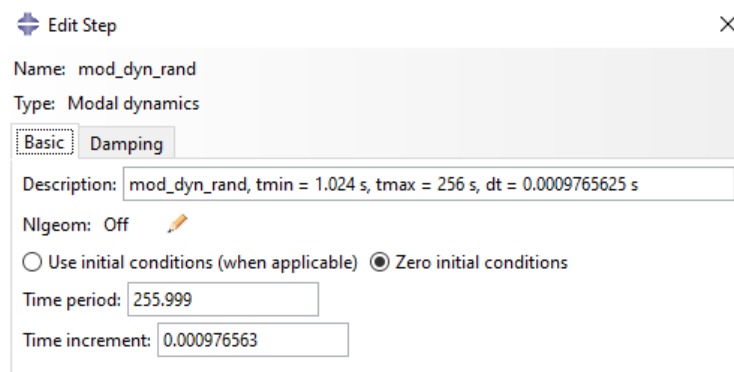 Edit Step
Name: mod_dyn_rand
Type: Modal dynamics
Basic Damping
Description: mod_dyn_rand, tmin = 1.024 s, tmax = 256 s, dt = 0.0009765625 s
Nlgeom: Off
Use initial conditions (when applicable) Zero initial conditions
Time period: 255.999
Time increment: 0.000976563